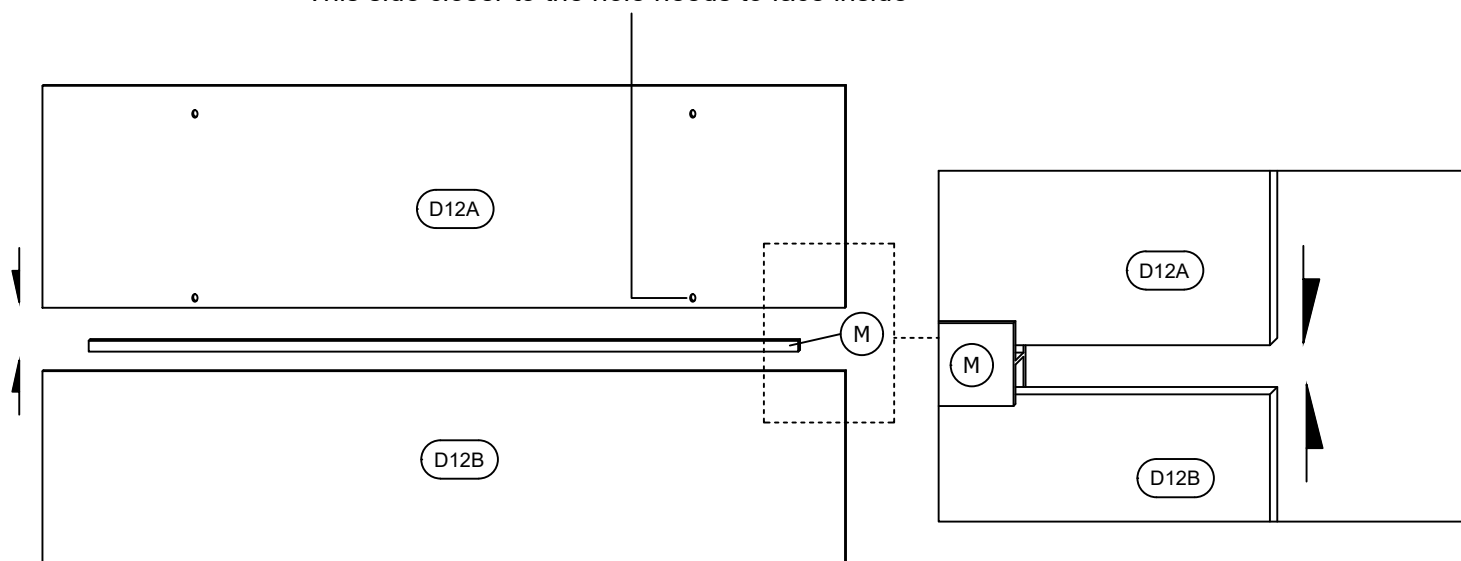 This side closer to the hole needs to face inside
D12A
M
D12B
D12A
M
D12B